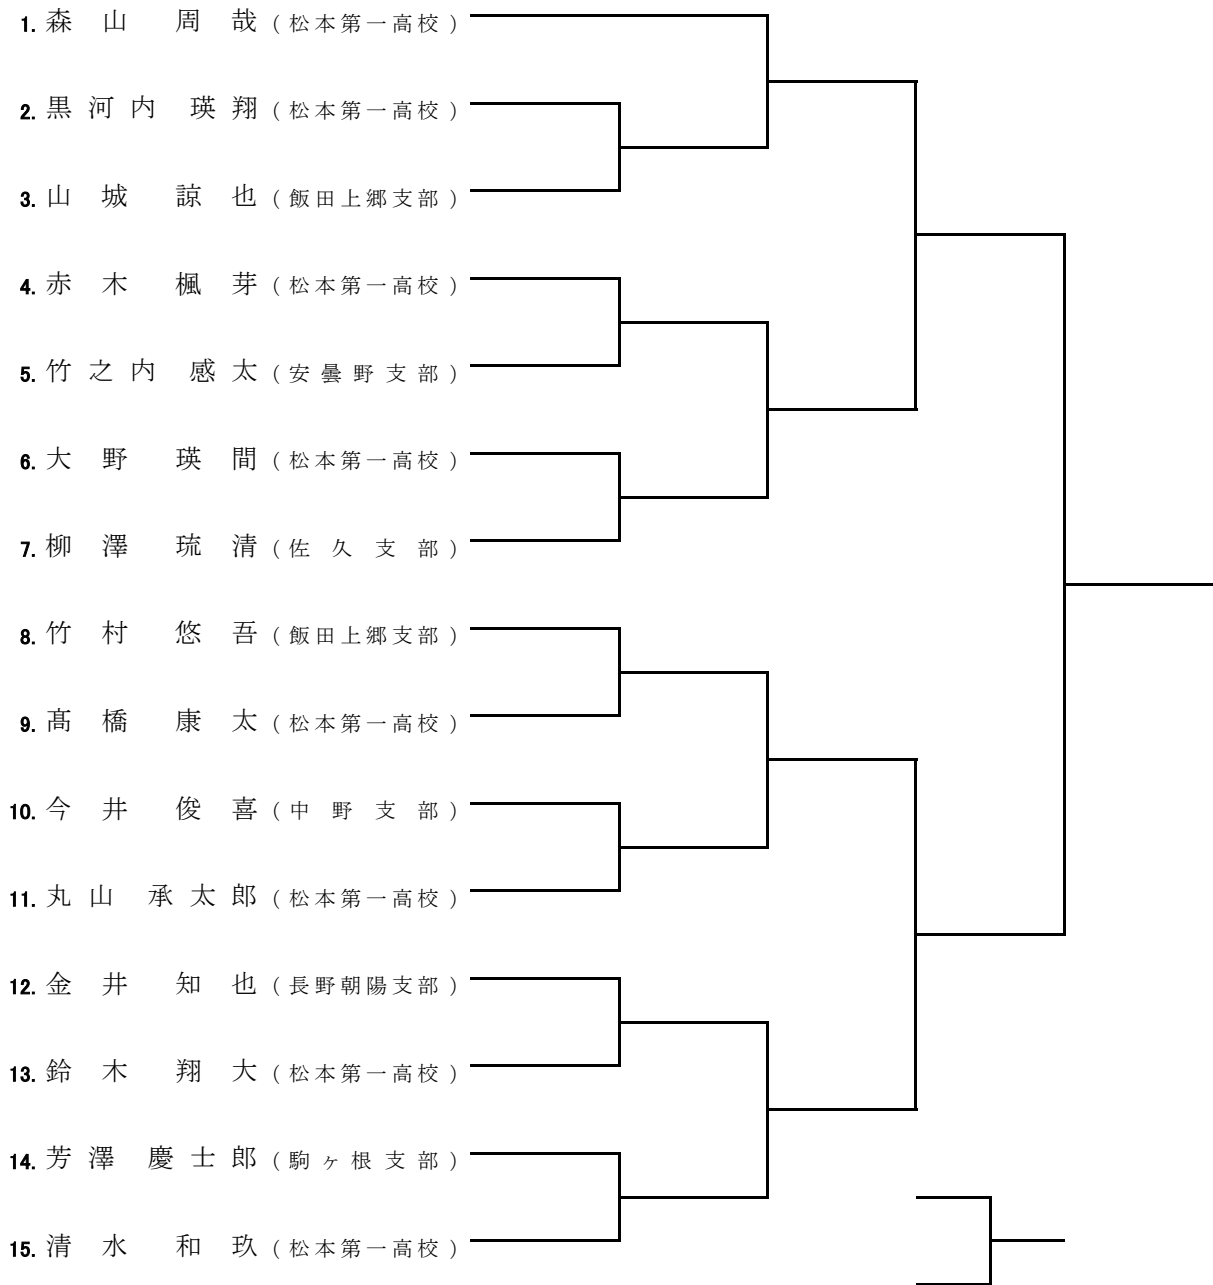 1. 森山 周哉 (松本第一高校)
2. 黒河内 瑛翔 (松本第一高校)
3. 山城 諒也 (飯田上郷支部)
4. 赤木 楓芽 (松本第一高校)
5. 竹之内 感太 (安曇野支部)
6. 大野 瑛間 (松本第一高校)
7. 柳澤 琉清 (佐久支部)
8. 竹村 悠吾 (飯田上郷支部)
9. 髙橋 康太 (松本第一高校)
10. 今井 俊喜 (中野支部)
11. 丸山 承太郎 (松本第一高校)
12. 金井 知也 (長野朝陽支部)
13. 鈴木 翔大 (松本第一高校)
14. 芳澤 慶士郎 (駒ヶ根支部)
15. 清水 和玖 (松本第一高校)